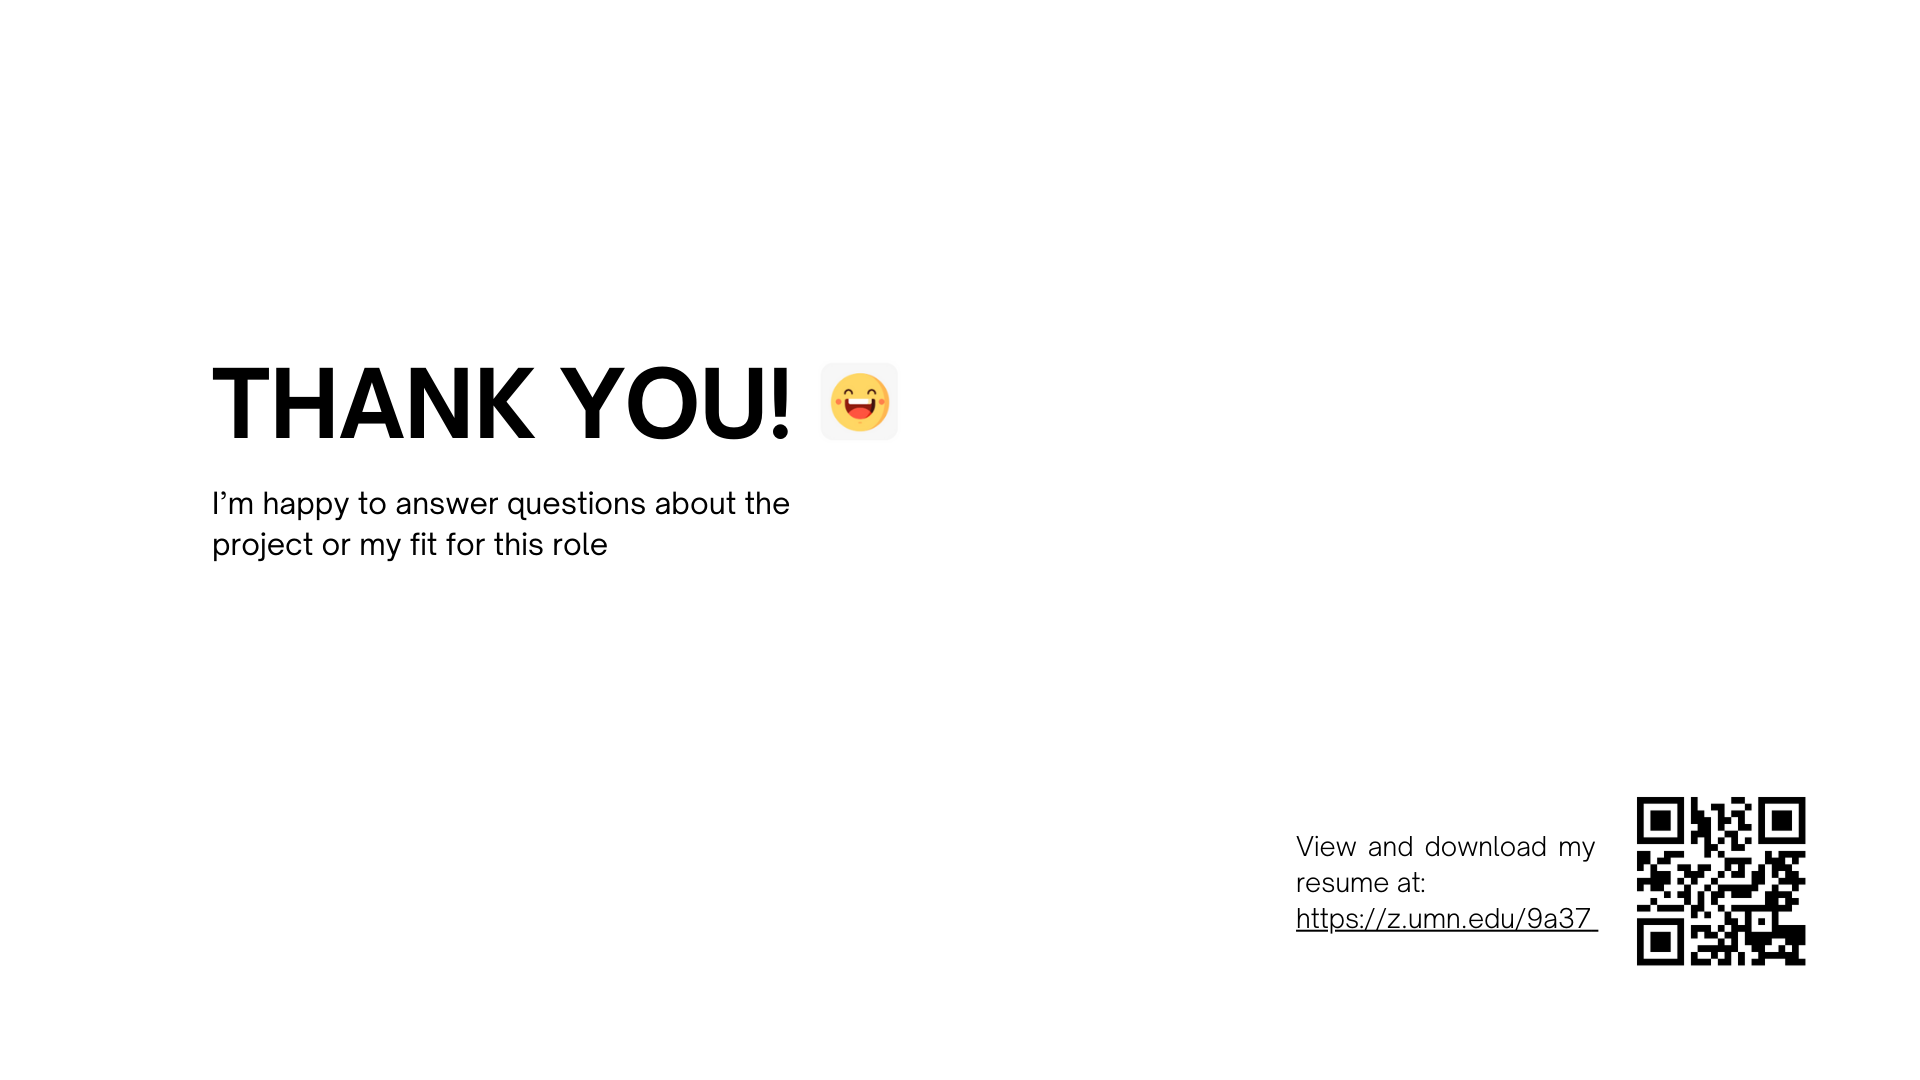 THANK YOU!
I’m happy to answer questions about the
project or my fit for this role
View and download my
resume at:
https://z.umn.edu/9a37